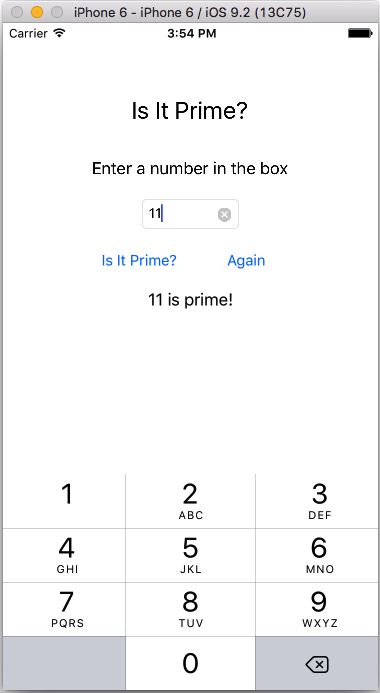 iPhone 6 - iPhone 6 / iOS 9.2 (13C75)
Carrier 3:54 PM
Is It Prime?
Enter a number in the box
11
Is It Prime? Again
11 is prime!
1 2 3
ABC DEF
4 5 6
GHI JKL MNO
7 8 9
PQRS TUV WXYZ
0